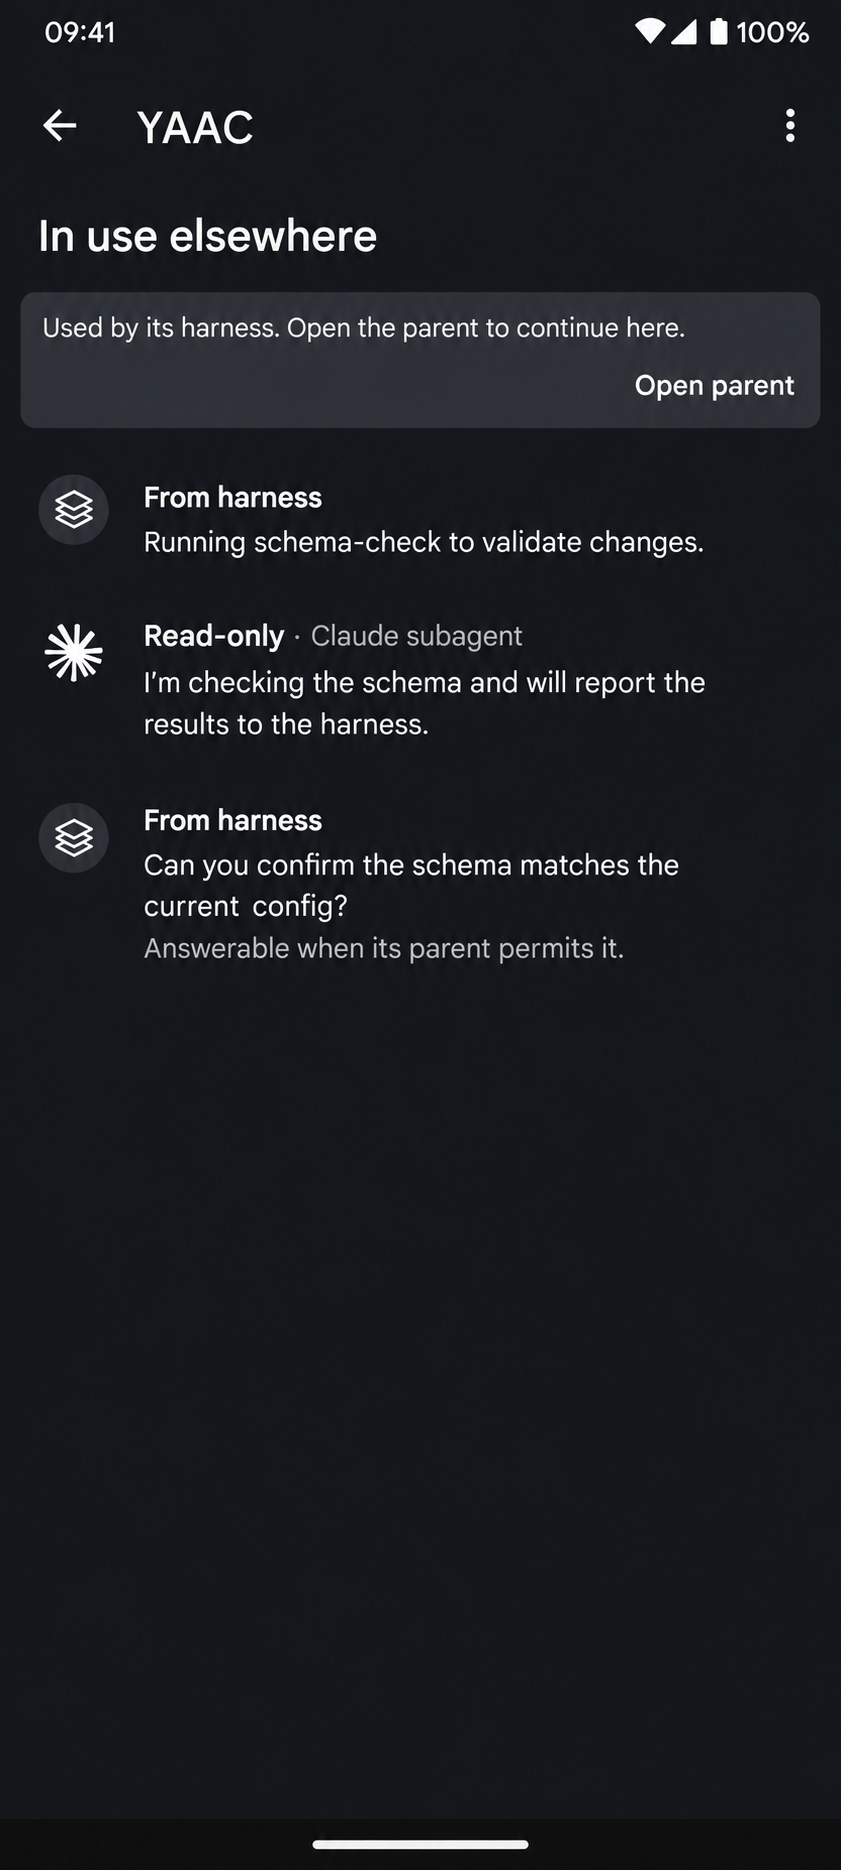 09:41
100%
YAAC
In use elsewhere
Used by its harness. Open the parent to continue here.
Open parent
From harness
Running schema-check to validate changes.
Read-only · Claude subagent
I'm checking the schema and will report the
results to the harness.
From harness
Can you confirm the schema matches the
current config?
Answerable when its parent permits it.